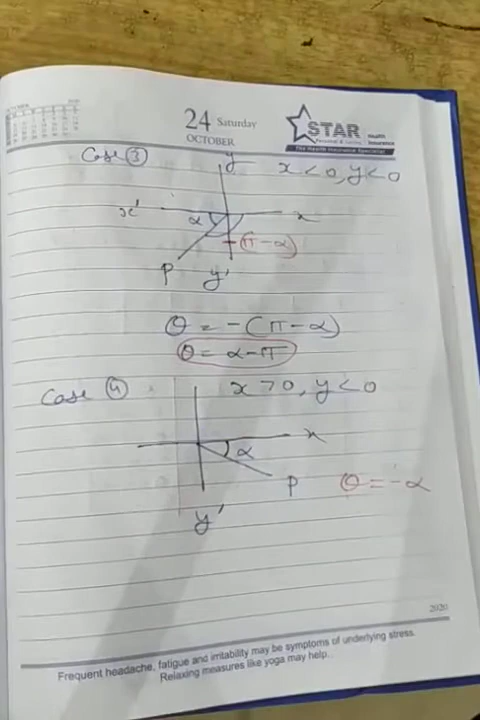 24 Saturday
OCTOBER
STAR Health
Insurance
The Health Insurance Specialist
Case ③
y x < 0, y < 0
x' x
α
-(π - α)
P y'
θ = -(π - α)
θ = α - π
Case ④ x > 0, y < 0
x
α
P θ = -α
y'
2020
Frequent headache, fatigue and irritability may be symptoms of underlying stress.
Relaxing measures like yoga may help.